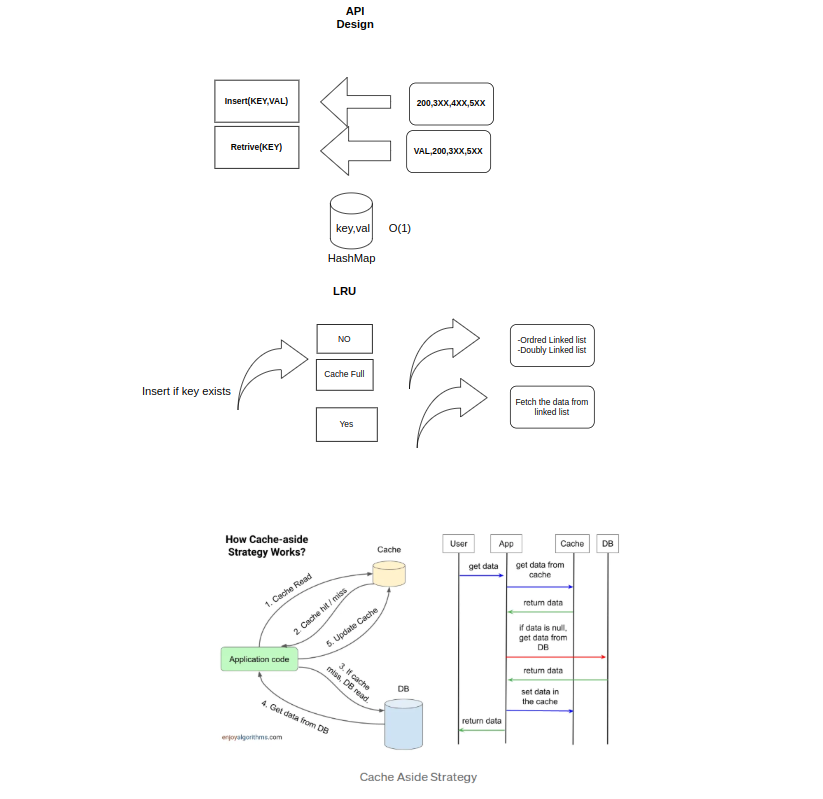 API
Design
Insert(KEY,VAL)
200,3XX,4XX,5XX
Retrive(KEY)
VAL,200,3XX,5XX
key,val
O(1)
HashMap
LRU
NO
-Ordred Linked list
-Doubly Linked list
Cache Full
Insert if key exists
Fetch the data from
linked list
Yes
How Cache-aside
Strategy Works?
Cache
1. Cache Read
2. Cache hit / miss
5. Update Cache
Application code
3. If cache
miss, DB read.
DB
4. Get data from DB
enjoyalgorithms.com
User
App
Cache
DB
get data
get data from
cache
return data
if data is null,
get data from
DB
return data
set data in
the cache
return data
Cache Aside Strategy